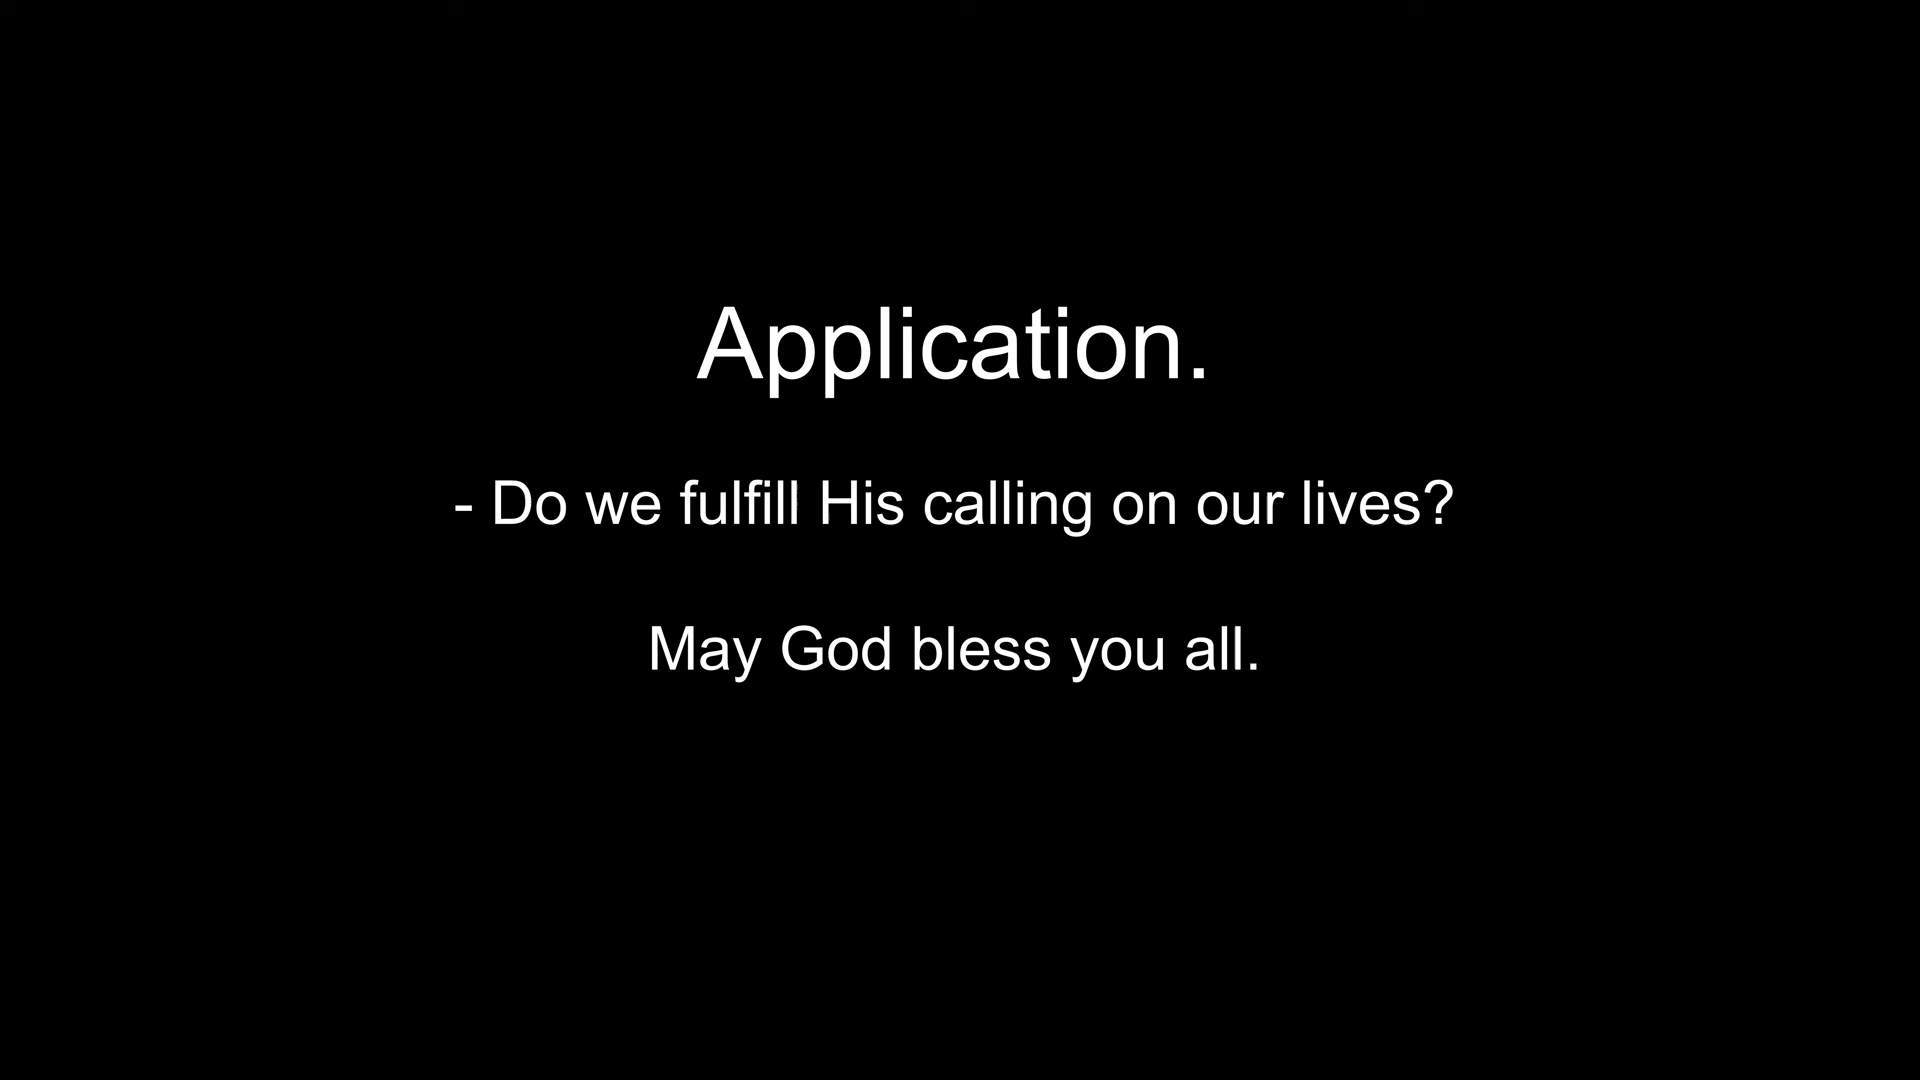 Application.
- Do we fulfill His calling on our lives?
May God bless you all.